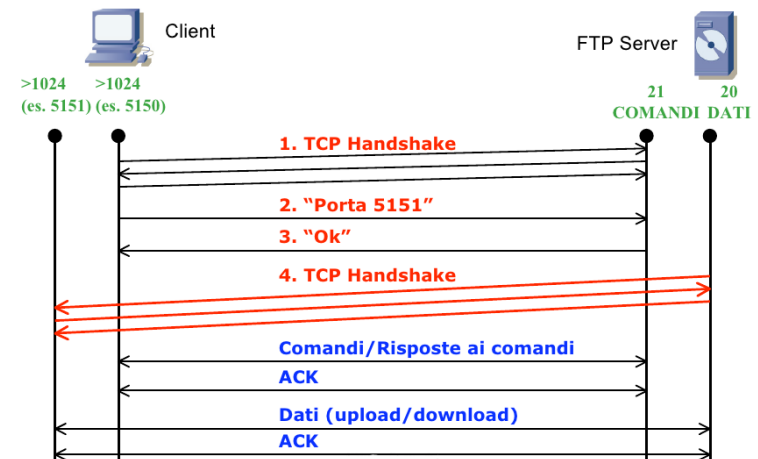 Client
FTP Server
>1024 >1024
(es. 5151) (es. 5150)
21 20
COMANDI DATI
1. TCP Handshake
2. “Porta 5151”
3. “Ok”
4. TCP Handshake
Comandi/Risposte ai comandi
ACK
Dati (upload/download)
ACK